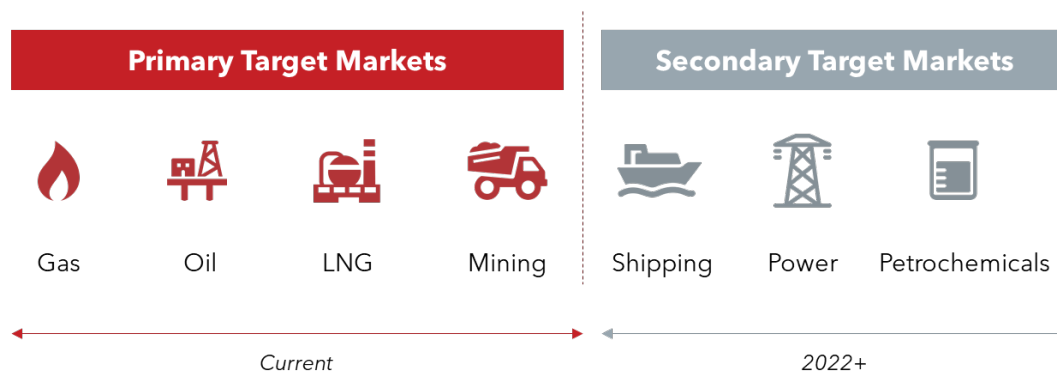 Primary Target Markets
Secondary Target Markets
Gas
Oil
LNG
Mining
Shipping
Power
Petrochemicals
Current
2022+